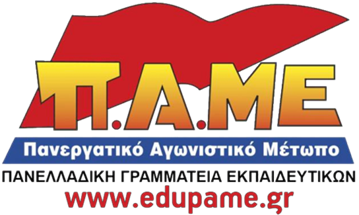 Π.Α.ΜΕ
Πανεργατικό Αγωνιστικό Μέτωπο
ΠΑΝΕΛΛΑΔΙΚΗ ΓΡΑΜΜΑΤΕΙΑ ΕΚΠΑΙΔΕΥΤΙΚΩΝ
www.edupame.gr